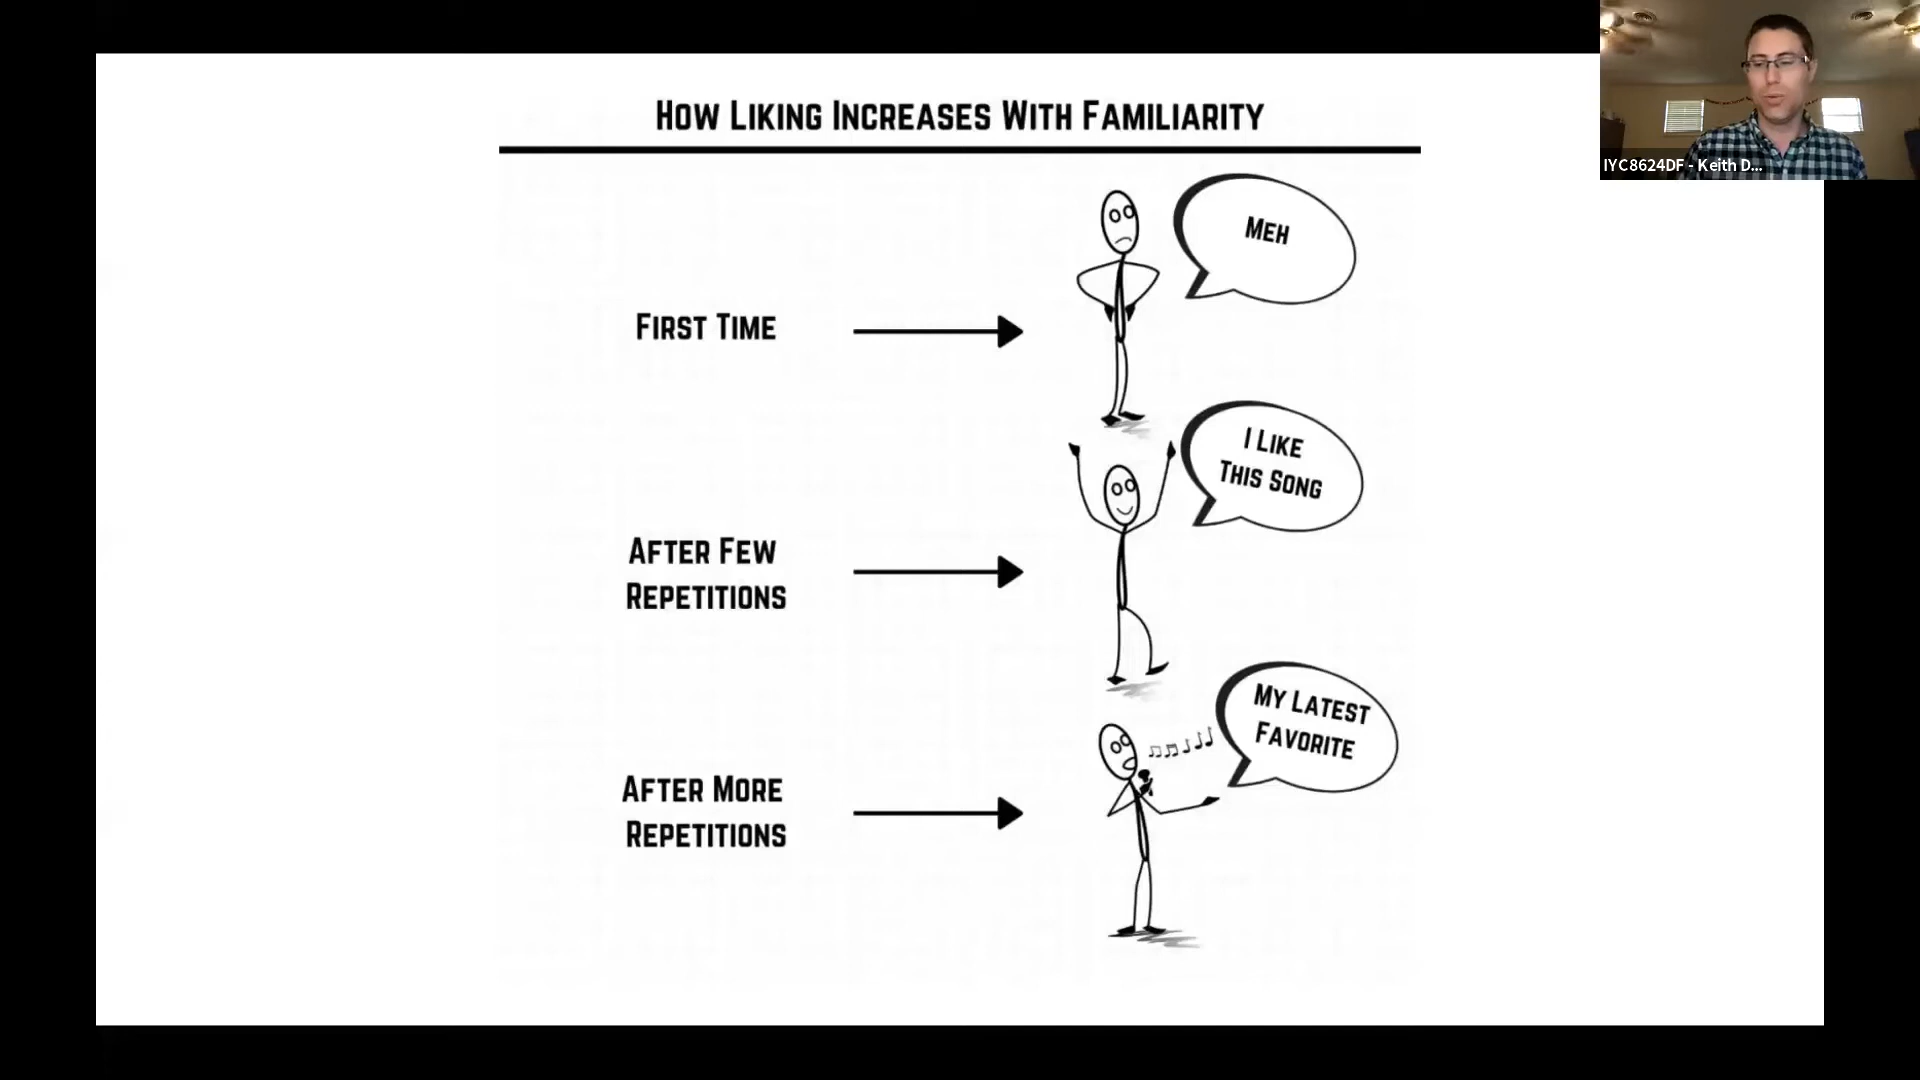 How Liking Increases With Familiarity
First Time
Meh
After Few
Repetitions
I Like
This Song
After More
Repetitions
My Latest
Favorite
IYC8624DF - Keith D...